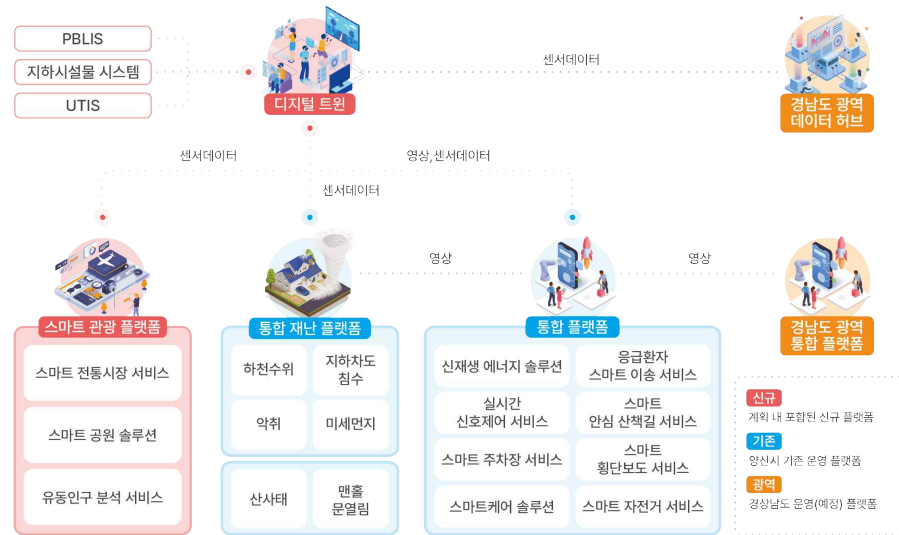 PBLIS
지하시설물 시스템
UTIS
디지털 트윈
센서데이터
경남도 광역
데이터 허브
센서데이터
영상,센서데이터
센서데이터
영상
영상
스마트 관광 플랫폼
스마트 전통시장 서비스
스마트 공원 솔루션
유동인구 분석 서비스
통합 재난 플랫폼
하천수위
지하차도
침수
악취
미세먼지
산사태
맨홀
문열림
통합 플랫폼
신재생 에너지 솔루션
응급환자
스마트 이송 서비스
실시간
신호제어 서비스
스마트
안심 산책길 서비스
스마트 주차장 서비스
스마트
횡단보도 서비스
스마트케어 솔루션
스마트 자전거 서비스
경남도 광역
통합 플랫폼
신규
계획 내 포함된 신규 플랫폼
기존
양산시 기존 운영 플랫폼
광역
경상남도 운영(예정) 플랫폼